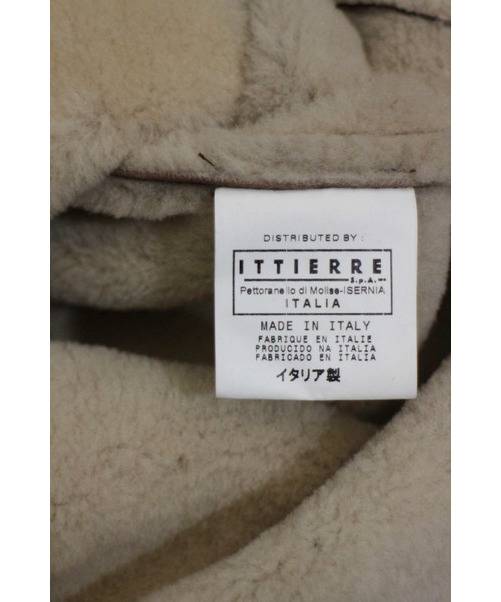 DISTRIBUTED BY :
ITTIERRE
S.p.A.
Pettoranello di Molise-ISERNIA
ITALIA
MADE IN ITALY
FABRIQUE EN ITALIE
PRODUCIDO NA ITALIA
FABRICADO EN ITALIA
イタリア製